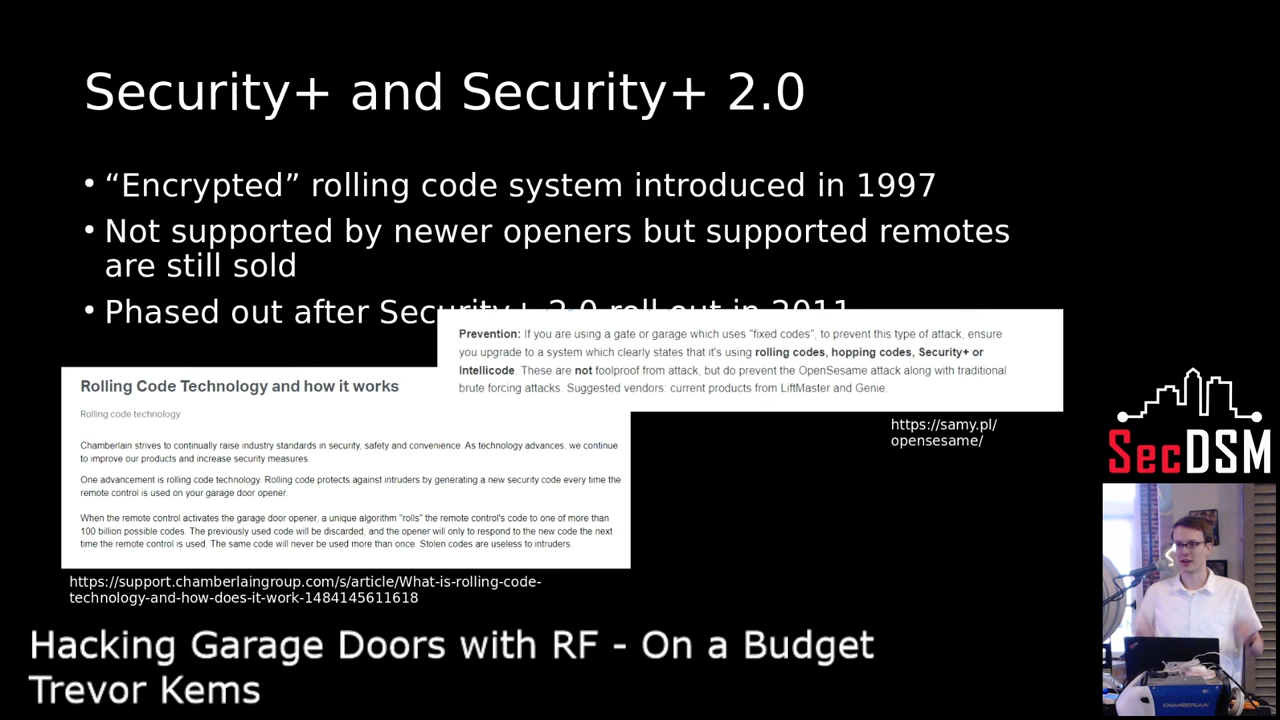 Security+ and Security+ 2.0
• “Encrypted” rolling code system introduced in 1997
• Not supported by newer openers but supported remotes
are still sold
• Phased out after Security+ 2.0 roll out in 2011
Prevention: If you are using a gate or garage which uses "fixed codes", to prevent this type of attack, ensure
you upgrade to a system which clearly states that it's using rolling codes, hopping codes, Security+ or
Intellicode. These are not foolproof from attack, but do prevent the OpenSesame attack along with traditional
brute forcing attacks. Suggested vendors: current products from LiftMaster and Genie.
https://samy.pl/
opensesame/
Rolling Code Technology and how it works
Rolling code technology
Chamberlain strives to continually raise industry standards in security, safety and convenience. As technology advances, we continue
to improve our products and increase security measures
One advancement is rolling code technology. Rolling code protects against intruders by generating a new security code every time the
remote control is used on your garage door opener.
When the remote control activates the garage door opener, a unique algorithm "rolls" the remote control's code to one of more than
100 billion possible codes. The previously used code will be discarded, and the opener will only to respond to the new code the next
time the remote control is used. The same code will never be used more than once. Stolen codes are useless to intruders.
https://support.chamberlaingroup.com/s/article/What-is-rolling-code-
technology-and-how-does-it-work-1484145611618
SecDSM
CHAMBERLAIN
Hacking Garage Doors with RF - On a Budget
Trevor Kems